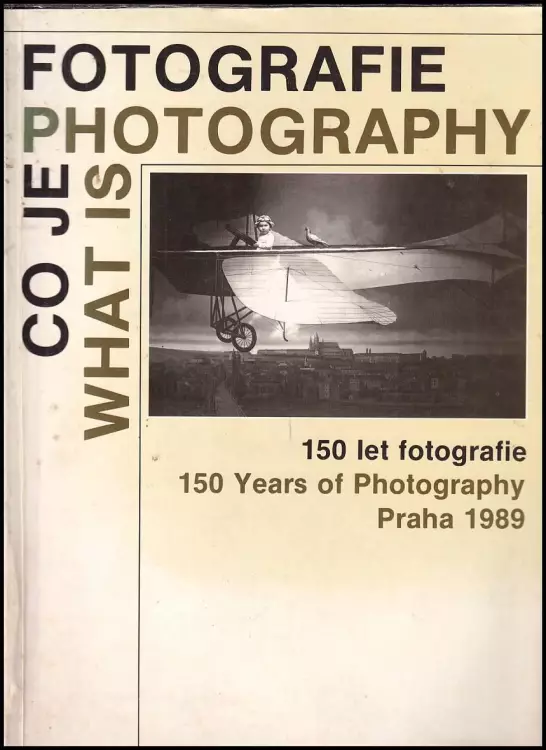 CO JE
FOTOGRAFIE
WHAT IS
PHOTOGRAPHY
150 let fotografie
150 Years of Photography
Praha 1989